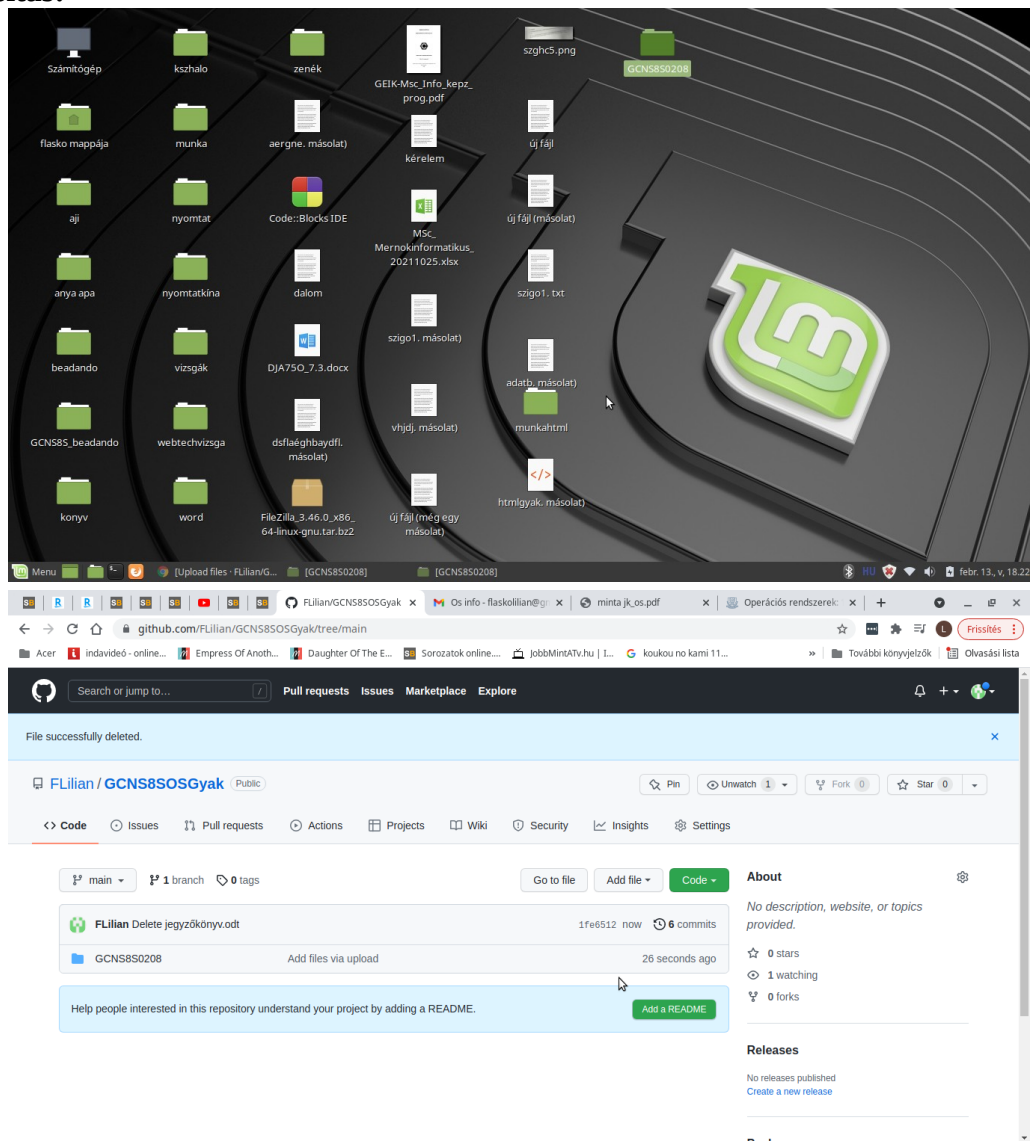 Számítógép
kszhalo
zenék
GEIK-Msc_Info_kepz_
prog.pdf
szghc5.png
GCNS8S0208
flasko mappája
munka
aergne. másolat)
kérelem
új fájl
aji
nyomtat
Code::Blocks IDE
MSc_
Mernokinformatikus_
20211025.xlsx
új fájl (másolat)
anya apa
nyomtatkína
dalom
szigo1. másolat)
szigo1. txt
beadando
vizsgák
DJA75O_7.3.docx
vhjdj. másolat)
adatb. másolat)
munkahtml
GCNS8S_beadando
webtechvizsga
dsflaéghbaydfl.
másolat)
konyv
word
FileZilla_3.46.0_x86_
64-linux-gnu.tar.bz2
új fájl (még egy
másolat)
htmlgyak. másolat)
Menu
[Upload files · FLilian/G...
[GCNS8S0208]
[GCNS8S0208]
HU
febr. 13., v, 18.22
FLilian/GCNS8SOSGyak
Os info - flaskolilian@gm
minta jk_os.pdf
Operációs rendszerek:
github.com/FLilian/GCNS8SOSGyak/tree/main
L
Frissítés
Acer
indavideó - online...
Empress Of Anoth...
Daughter Of The E...
Sorozatok online....
JobbMintATv.hu | I...
koukou no kami 11...
»
További könyvjelzők
Olvasási lista
Search or jump to...
/
Pull requests Issues Marketplace Explore
File successfully deleted.
FLilian / GCNS8SOSGyak Public
Pin
Unwatch 1
Fork 0
Star 0
<> Code
Issues
Pull requests
Actions
Projects
Wiki
Security
Insights
Settings
main
1 branch
0 tags
Go to file
Add file
Code
FLilian Delete jegyzőkönyv.odt
1fe6512 now 6 commits
GCNS8S0208
Add files via upload
26 seconds ago
Help people interested in this repository understand your project by adding a README.
Add a README
About
No description, website, or topics
provided.
0 stars
1 watching
0 forks
Releases
No releases published
Create a new release